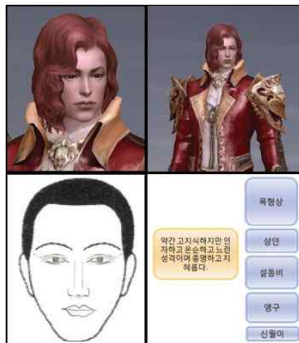 약간 고지식하지만 인
자하고 온순하고 느린
성격이며 총명하고 지
혜롭다.
목형상
상안
설동비
앵구
신월미